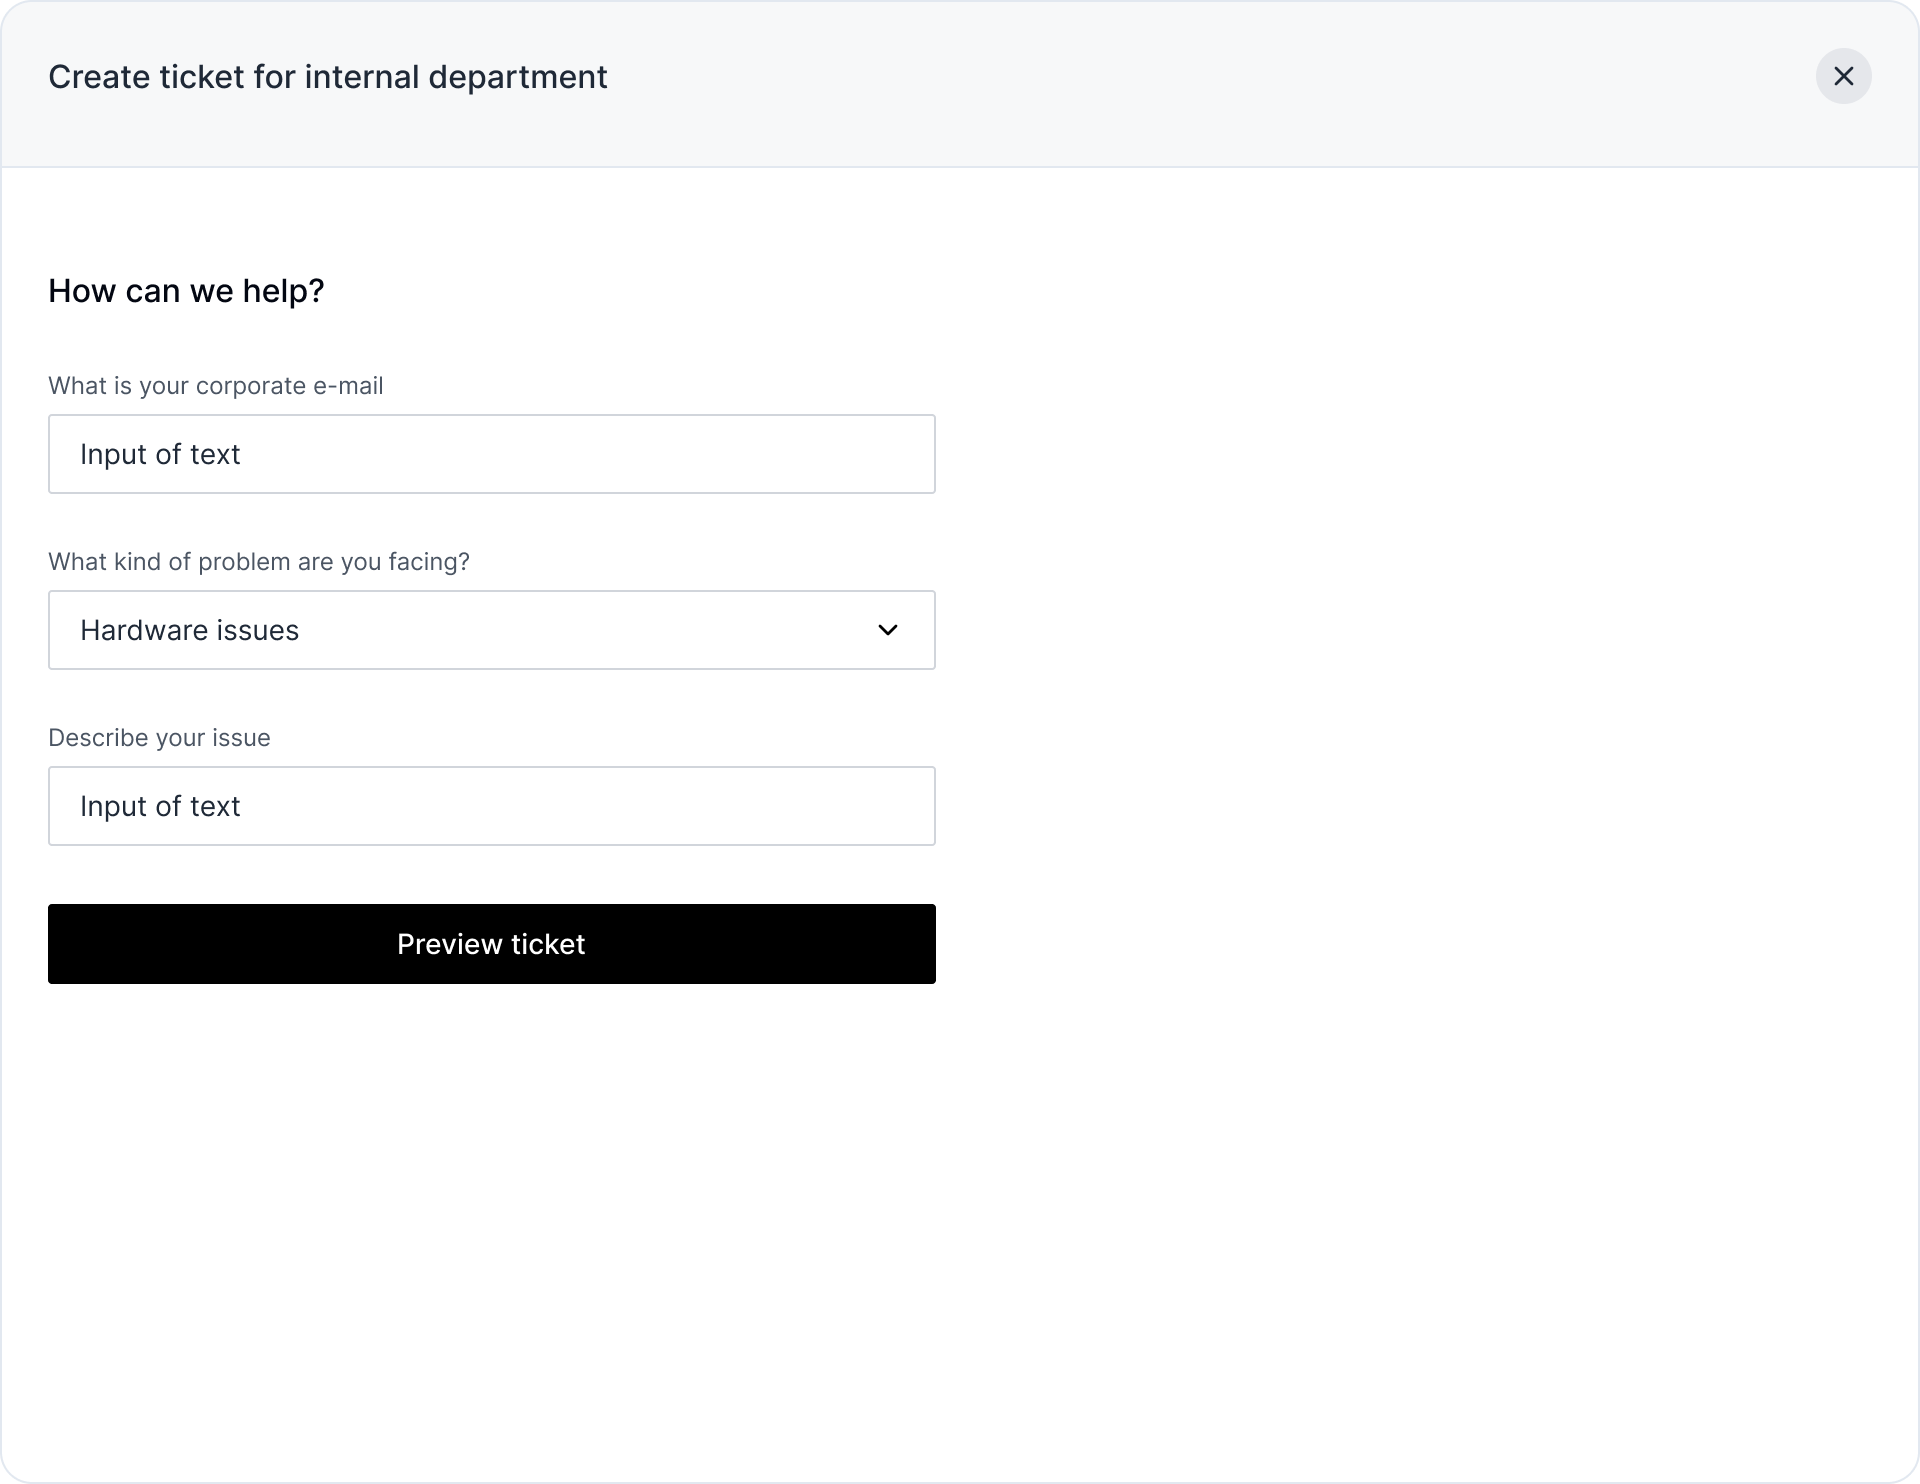 Create ticket for internal department
How can we help?
What is your corporate e-mail
Input of text
What kind of problem are you facing?
Hardware issues
Describe your issue
Input of text
Preview ticket